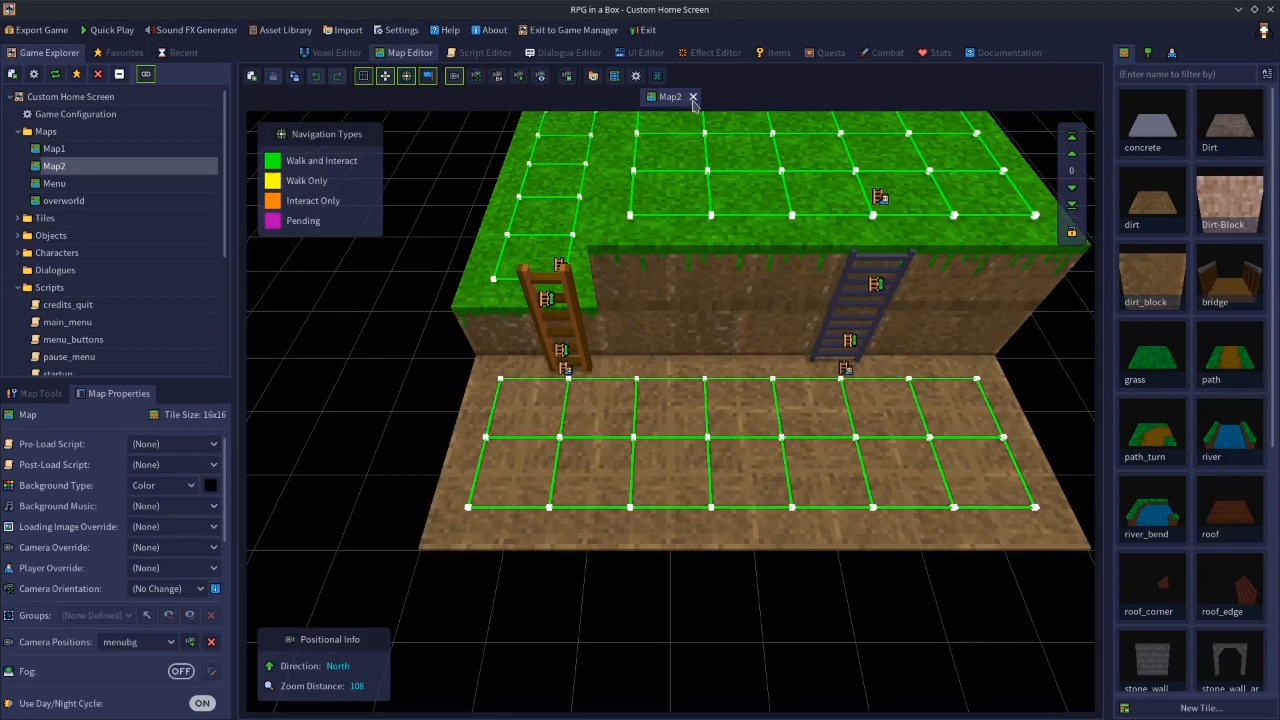 RPG in a Box - Custom Home Screen
Export Game
Quick Play
Sound FX Generator
Asset Library
Import
Settings
Help
About
Exit to Game Manager
Exit
Game Explorer
Favorites
Recent
Voxel Editor
Map Editor
Script Editor
Dialogue Editor
UI Editor
Effect Editor
Items
Quests
Combat
Stats
Documentation
Map2
(Enter name to filter by)
Custom Home Screen
Game Configuration
Maps
Map1
Map2
Menu
overworld
Tiles
Objects
Characters
Dialogues
Scripts
credits_quit
main_menu
menu_buttons
pause_menu
startup
Map Tools
Map Properties
Map
Tile Size: 16x16
Pre-Load Script: (None)
Post-Load Script: (None)
Background Type: Color
Background Music: (None)
Loading Image Override: (None)
Camera Override: (None)
Player Override: (None)
Camera Orientation: (No Change)
Groups: [None Defined]
Camera Positions: menubg
Fog: OFF
Use Day/Night Cycle: ON
Navigation Types
Walk and Interact
Walk Only
Interact Only
Pending
0
Positional Info
Direction: North
Zoom Distance: 108
concrete
Dirt
dirt
Dirt-Block
dirt_block
bridge
grass
path
path_turn
river
river_bend
roof
roof_corner
roof_edge
stone_wall
stone_wall_ar
New Tile...